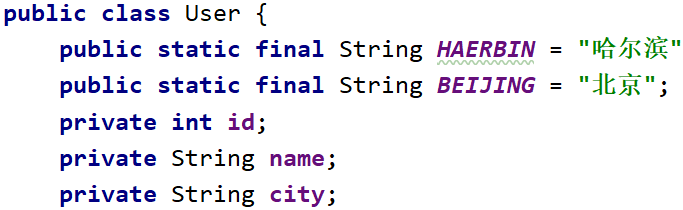 public class User {
public static final String HAERBIN = "哈尔滨"
public static final String BEIJING = "北京";
private int id;
private String name;
private String city;